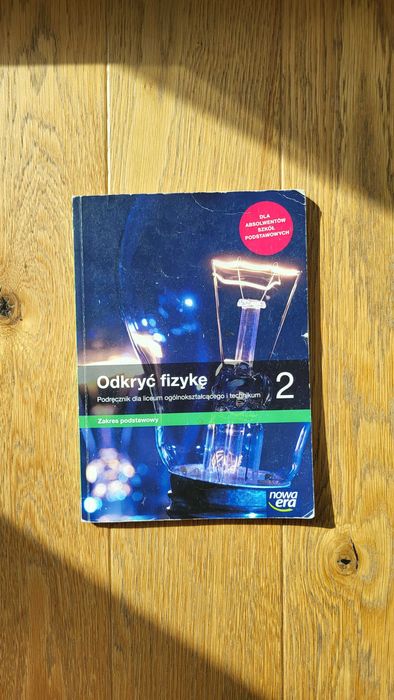 DLA
ABSOLWENTÓW
SZKÓŁ
PODSTAWOWYCH
Odkryć fizykę
2
Podręcznik dla liceum ogólnokształcącego i technikum
Zakres podstawowy
nowa
era